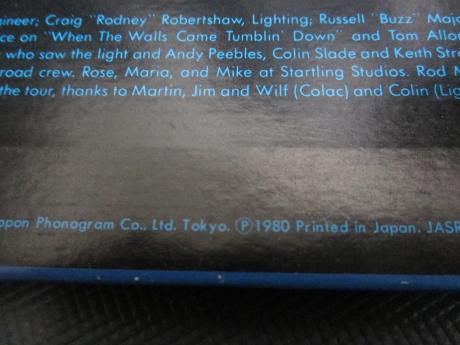 gineer; Craig "Rodney" Robertshaw, Lighting; Russell "Buzz" Maj
ce on "When The Walls Came Tumblin' Down" and Tom Allo
who saw the light and Andy Peebles, Colin Slade and Keith Stre
road crew. Rose, Maria, and Mike at Startling Studios. Rod M
the tour, thanks to Martin, Jim and Wilf (Colac) and Colin (Lig
ppon Phonogram Co., Ltd. Tokyo. Ⓟ1980 Printed in Japan. JASR